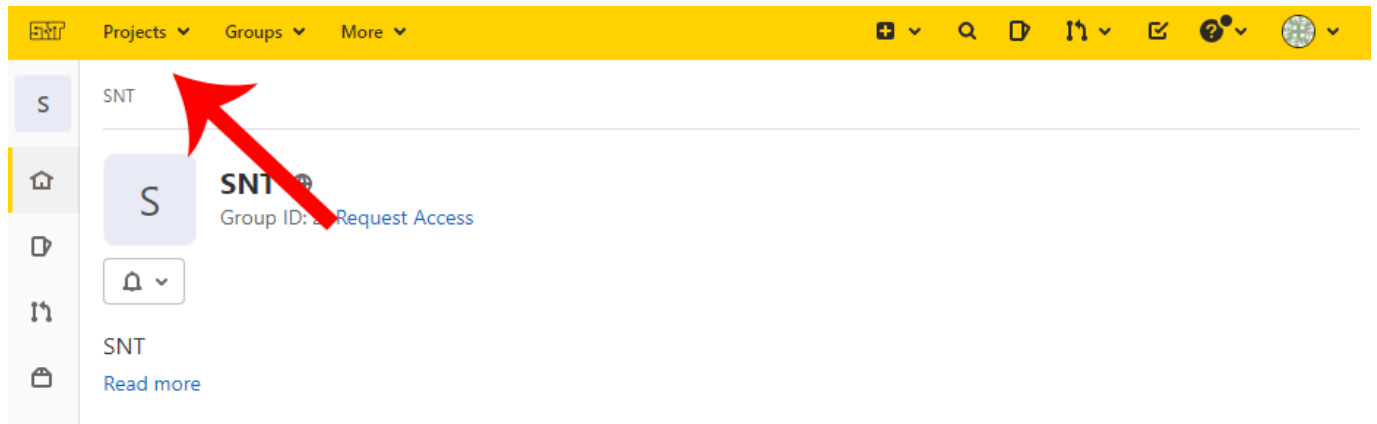 SNT Projects Groups More
S SNT
S SNT
Group ID: Request Access
SNT
Read more